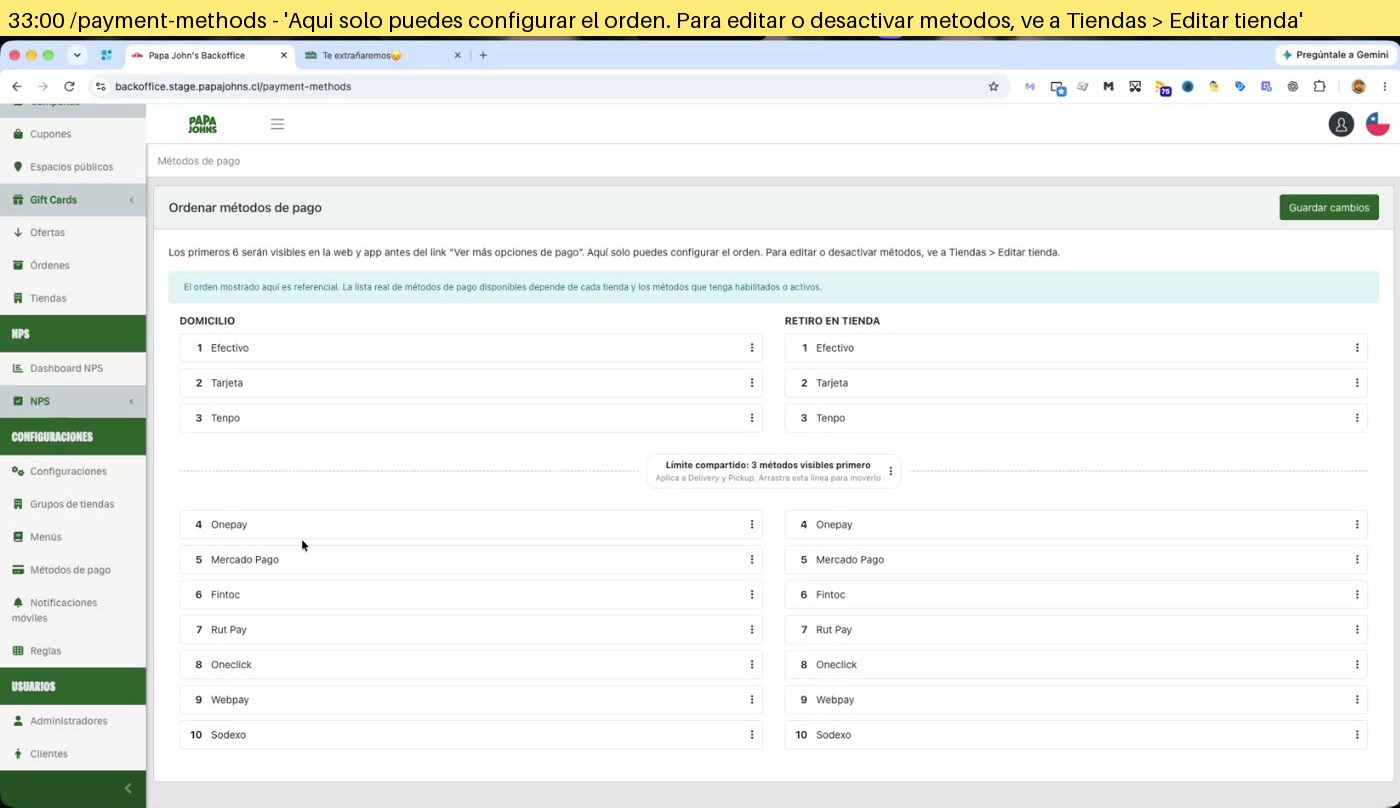 33:00 /payment-methods - 'Aqui solo puedes configurar el orden. Para editar o desactivar metodos, ve a Tiendas > Editar tienda'
Papa John's Backoffice
Te extrañaremos😞
Pregúntale a Gemini
backoffice.stage.papajohns.cl/payment-methods
75
Cupones
Espacios públicos
Gift Cards
Ofertas
Órdenes
Tiendas
NPS
Dashboard NPS
NPS
CONFIGURACIONES
Configuraciones
Grupos de tiendas
Menús
Métodos de pago
Notificaciones
móviles
Reglas
USUARIOS
Administradores
Clientes
PAPA
JOHNS
Métodos de pago
Ordenar métodos de pago
Guardar cambios
Los primeros 6 serán visibles en la web y app antes del link "Ver más opciones de pago". Aquí solo puedes configurar el orden. Para editar o desactivar métodos, ve a Tiendas > Editar tienda.
El orden mostrado aquí es referencial. La lista real de métodos de pago disponibles depende de cada tienda y los métodos que tenga habilitados o activos.
DOMICILIO
1 Efectivo
2 Tarjeta
3 Tenpo
RETIRO EN TIENDA
1 Efectivo
2 Tarjeta
3 Tenpo
Límite compartido: 3 métodos visibles primero
Aplica a Delivery y Pickup. Arrastra esta línea para moverlo
4 Onepay
5 Mercado Pago
6 Fintoc
7 Rut Pay
8 Oneclick
9 Webpay
10 Sodexo
4 Onepay
5 Mercado Pago
6 Fintoc
7 Rut Pay
8 Oneclick
9 Webpay
10 Sodexo